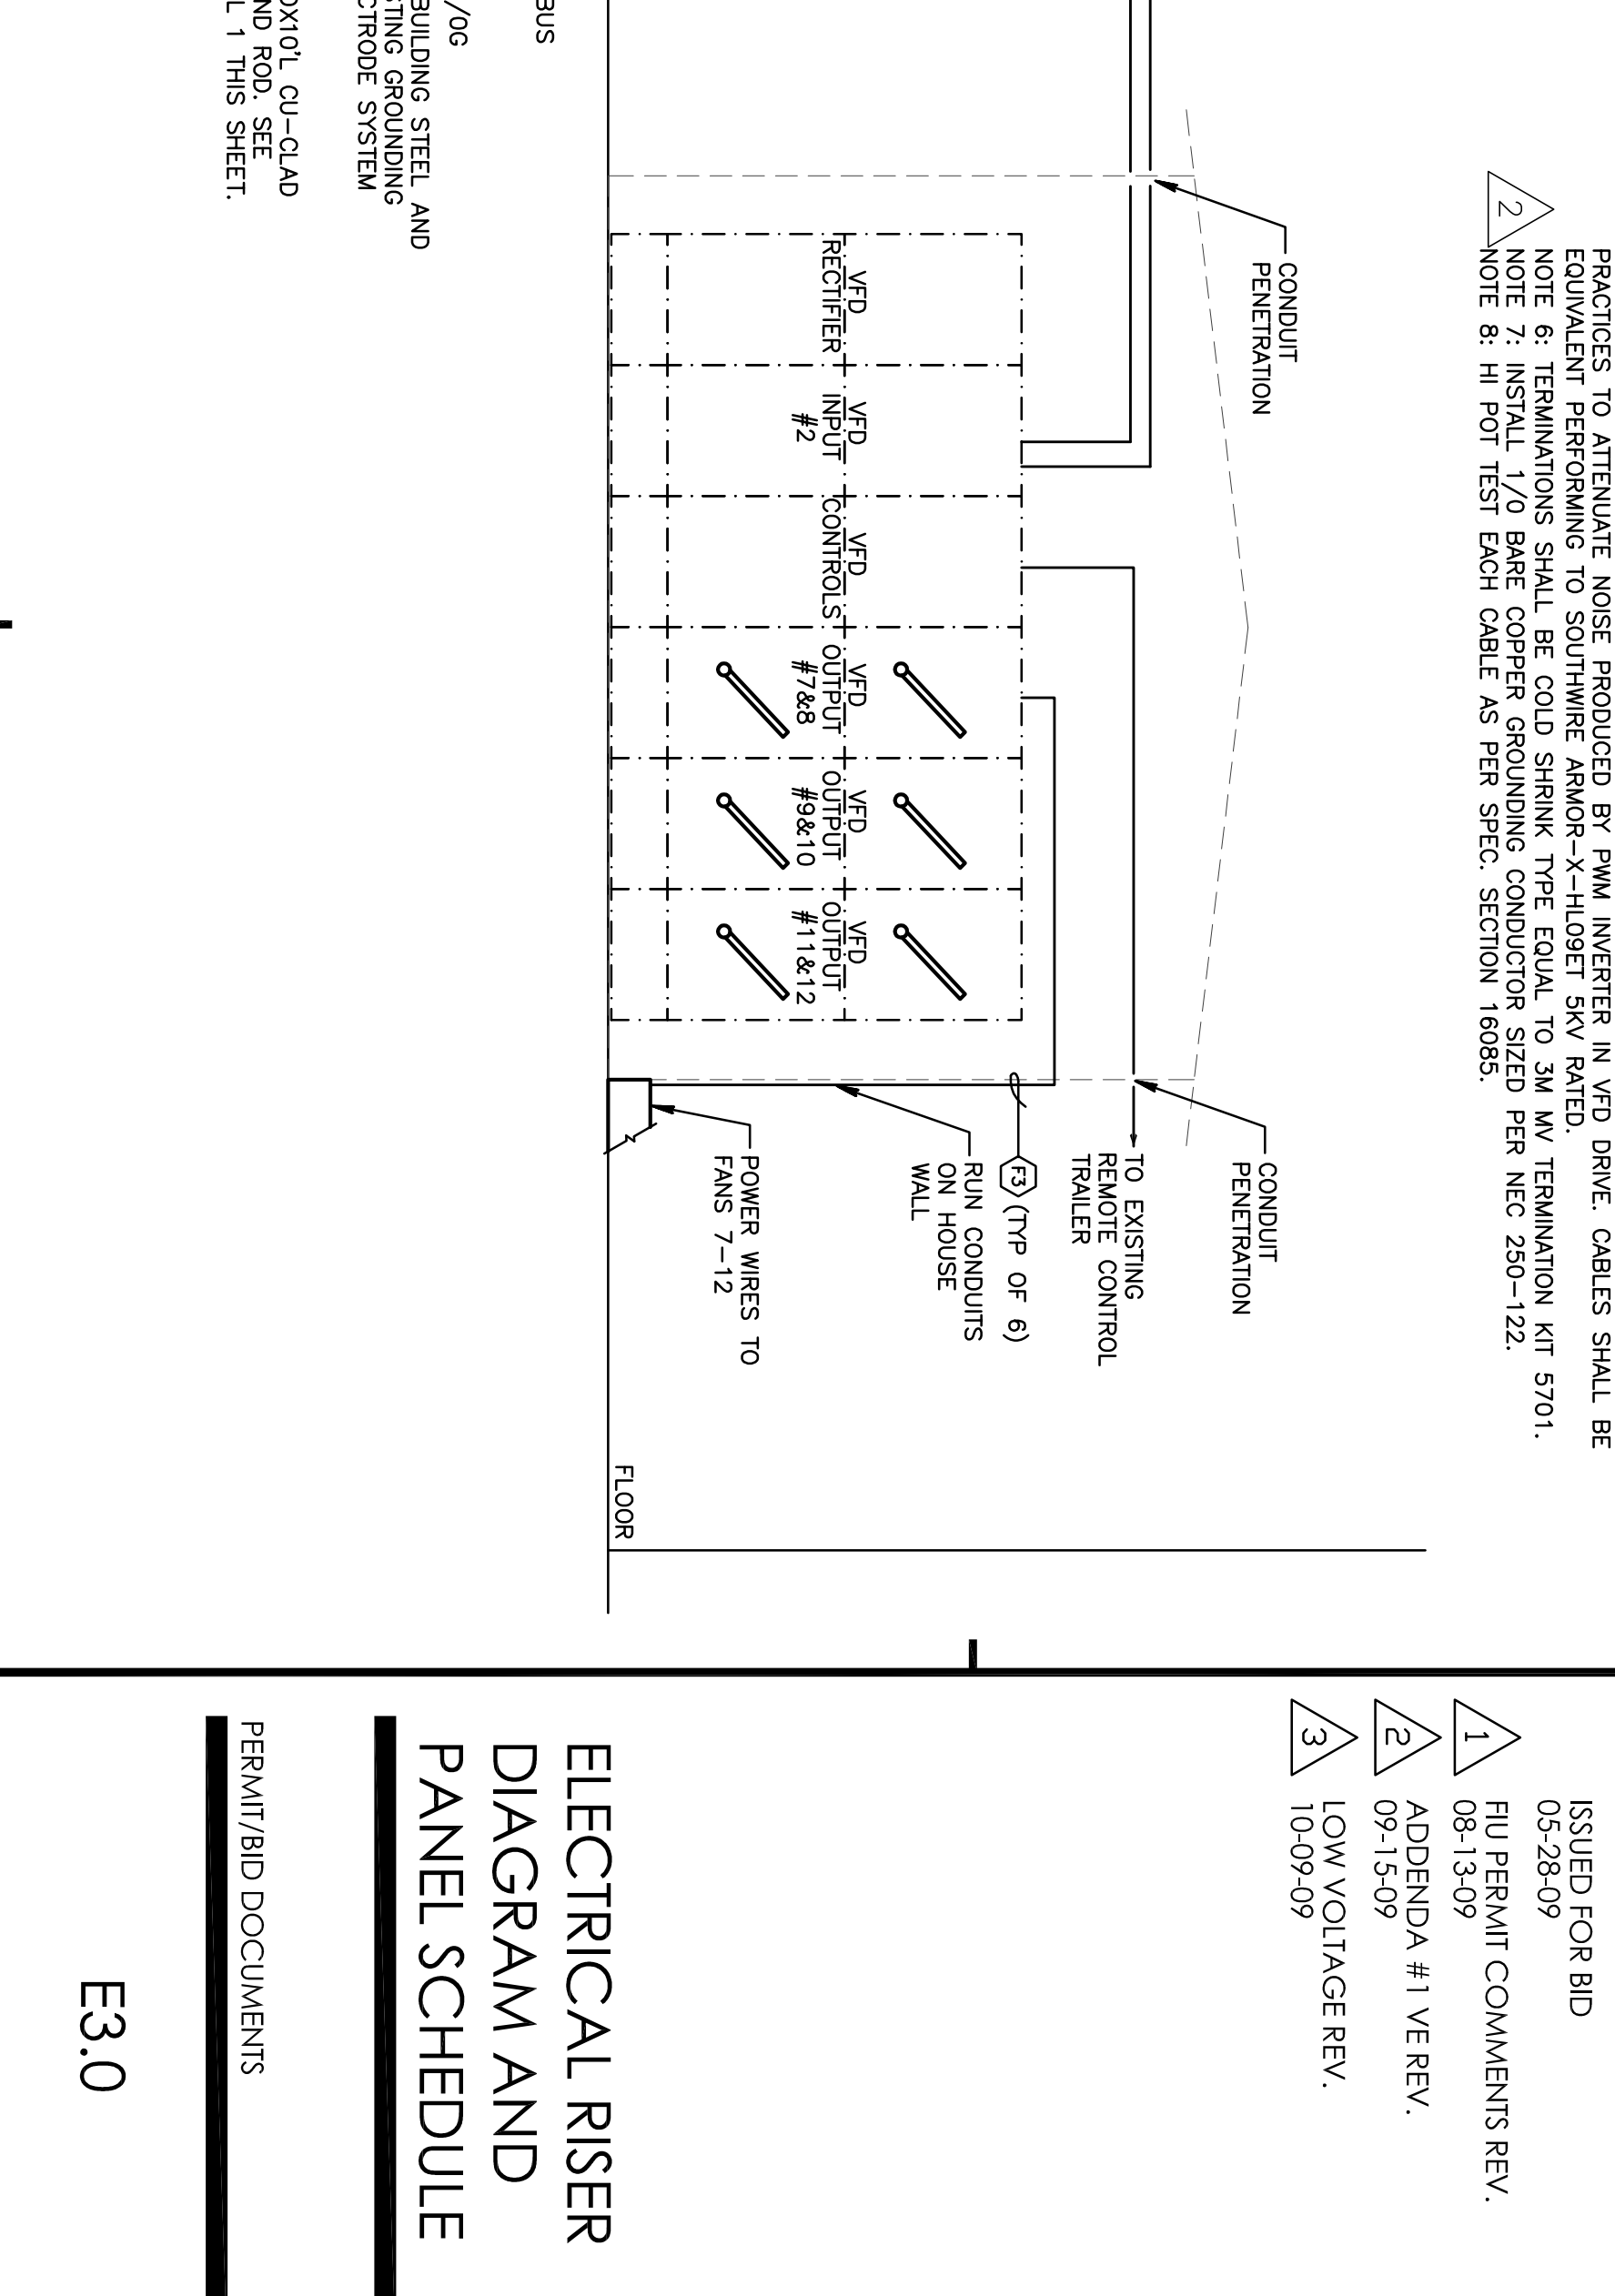 PRACTICES TO ATTENUATE NOISE PRODUCED BY PWM INVERTER IN VFD DRIVE. CABLES SHALL BE
EQUIVALENT PERFORMING TO SOUTHWIRE ARMOR-X-HL09ET 5KV RATED.
NOTE 6: TERMINATIONS SHALL BE COLD SHRINK TYPE EQUAL TO 3M MV TERMINATION KIT 5701.
2
NOTE 7: INSTALL 1/0 BARE COPPER GROUNDING CONDUCTOR SIZED PER NEC 250-122.
NOTE 8: HI POT TEST EACH CABLE AS PER SPEC. SECTION 16085.
CONDUIT
PENETRATION
CONDUIT
PENETRATION
TO EXISTING
REMOTE CONTROL
TRAILER
F3 (TYP OF 6)
RUN CONDUITS
ON HOUSE
WALL
POWER WIRES TO
FANS 7-12
VFD
RECTIFIER
VFD
INPUT
#2
VFD
CONTROLS
VFD
OUTPUT
#7&8
VFD
OUTPUT
#9&10
VFD
OUTPUT
#11&12
FLOOR
BUS
/0G
BUILDING STEEL AND
STING GROUNDING
CTRODE SYSTEM
0X10'L CU-CLAD
ND ROD. SEE
L 1 THIS SHEET.
ISSUED FOR BID
05-28-09
1
FIU PERMIT COMMENTS REV.
08-13-09
2
ADDENDA #1 VE REV.
09-15-09
3
LOW VOLTAGE REV.
10-09-09
ELECTRICAL RISER
DIAGRAM AND
PANEL SCHEDULE
PERMIT/BID DOCUMENTS
E3.0